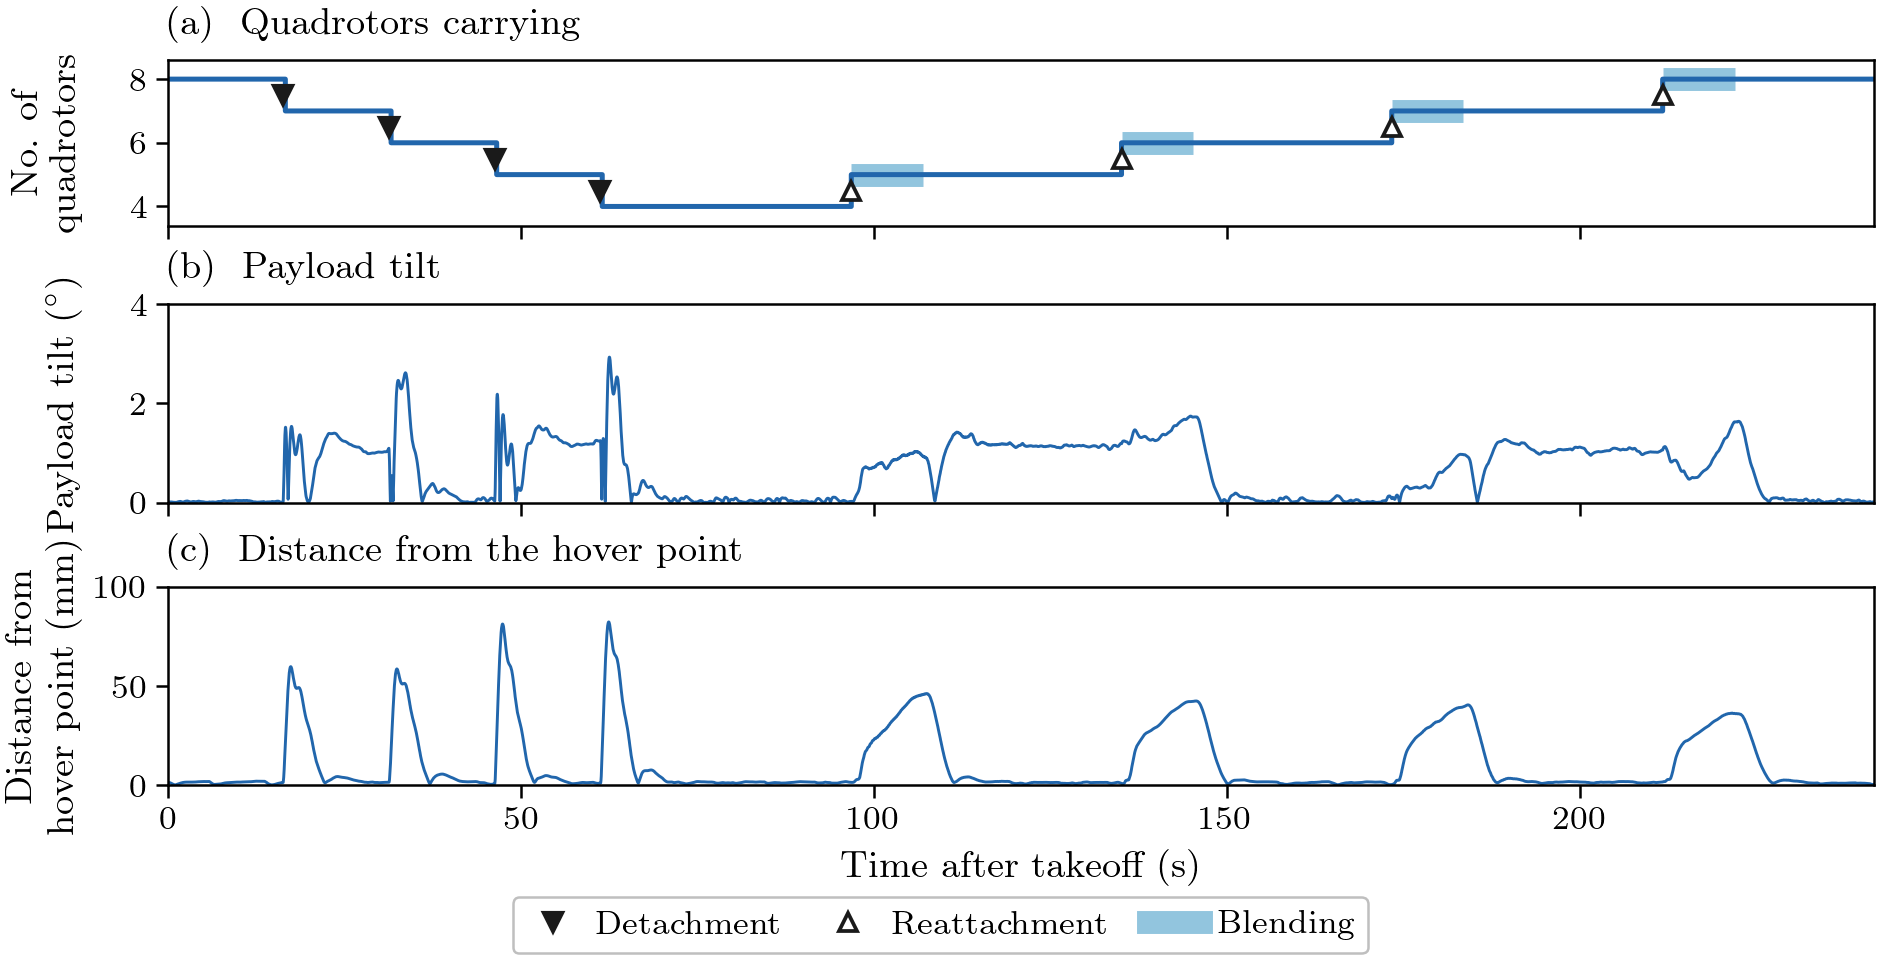 (a) Quadrotors carrying
No. of
quadrotors
8
6
4
(b) Payload tilt
Payload tilt (°)
4
2
0
(c) Distance from the hover point
Distance from
hover point (mm)
100
50
0
0 50 100 150 200
Time after takeoff (s)
Detachment Reattachment Blending